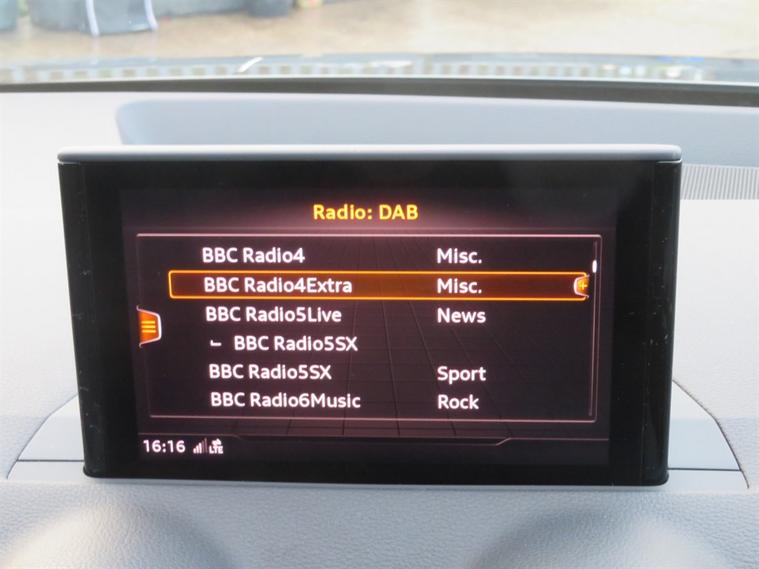 Radio: DAB
BBC Radio4 Misc.
BBC Radio4Extra Misc.
BBC Radio5Live News
BBC Radio5SX
BBC Radio5SX Sport
BBC Radio6Music Rock
16:16 LTE